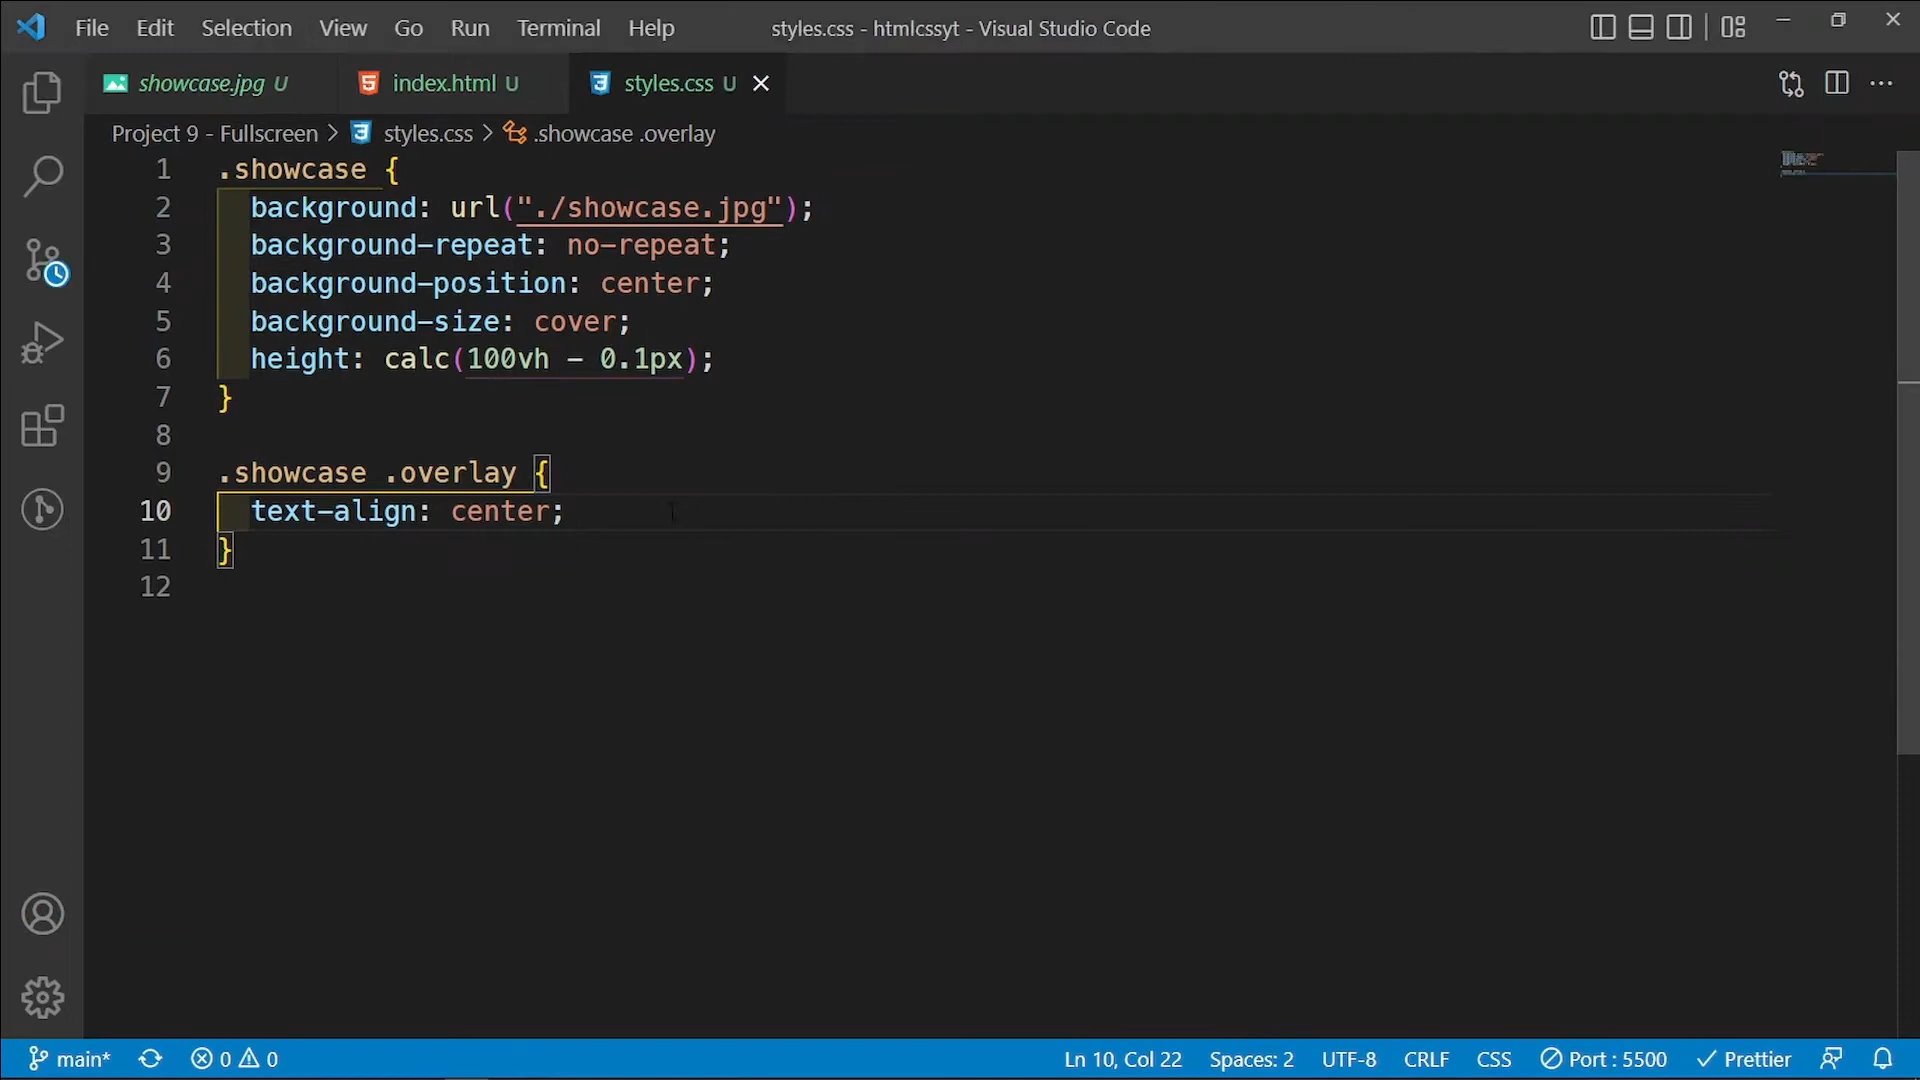 File Edit Selection View Go Run Terminal Help styles.css - htmlcssyt - Visual Studio Code
showcase.jpg U index.html U styles.css U
Project 9 - Fullscreen > styles.css > .showcase .overlay
1 .showcase {
2 background: url("./showcase.jpg");
3 background-repeat: no-repeat;
4 background-position: center;
5 background-size: cover;
6 height: calc(100vh - 0.1px);
7 }
8
9 .showcase .overlay {
10 text-align: center;
11 }
12
main* 0 0 Ln 10, Col 22 Spaces: 2 UTF-8 CRLF CSS Port : 5500 Prettier